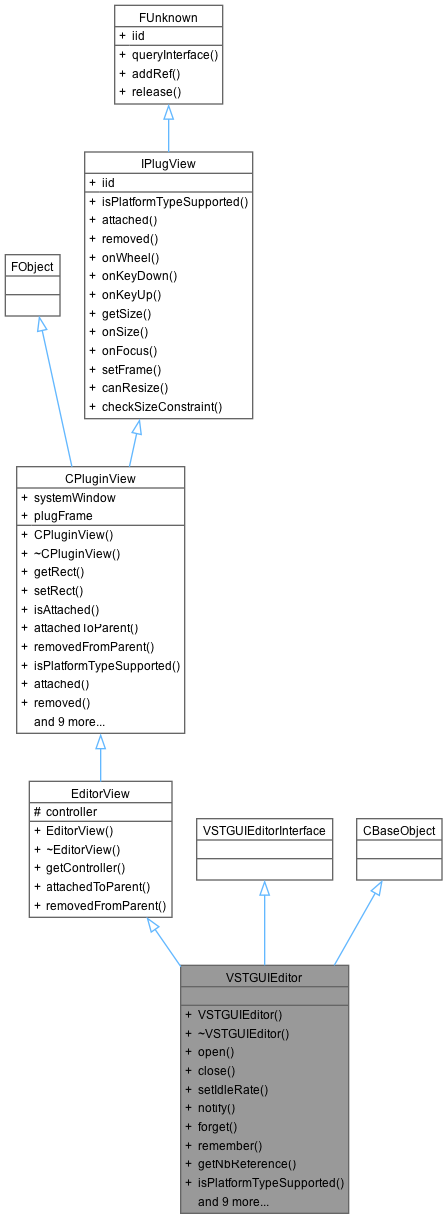 FUnknown
+ iid
+ queryInterface()
+ addRef()
+ release()
IPlugView
+ iid
+ isPlatformTypeSupported()
+ attached()
+ removed()
+ onWheel()
+ onKeyDown()
+ onKeyUp()
+ getSize()
+ onSize()
+ onFocus()
+ setFrame()
+ canResize()
+ checkSizeConstraint()
FObject
CPluginView
+ systemWindow
+ plugFrame
+ CPluginView()
+ ~CPluginView()
+ getRect()
+ setRect()
+ isAttached()
+ attachedToParent()
+ removedFromParent()
+ isPlatformTypeSupported()
+ attached()
+ removed()
and 9 more...
EditorView
# controller
+ EditorView()
+ ~EditorView()
+ getController()
+ attachedToParent()
+ removedFromParent()
VSTGUIEditorInterface
CBaseObject
VSTGUIEditor
+ VSTGUIEditor()
+ ~VSTGUIEditor()
+ open()
+ close()
+ setIdleRate()
+ notify()
+ forget()
+ remember()
+ getNbReference()
+ isPlatformTypeSupported()
and 9 more...